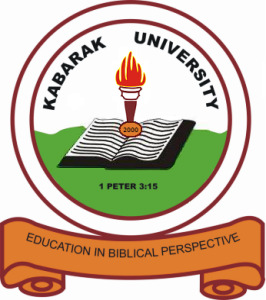 KABARAK UNIVERSITY
2000
1 PETER 3:15
EDUCATION IN BIBLICAL PERSPECTIVE